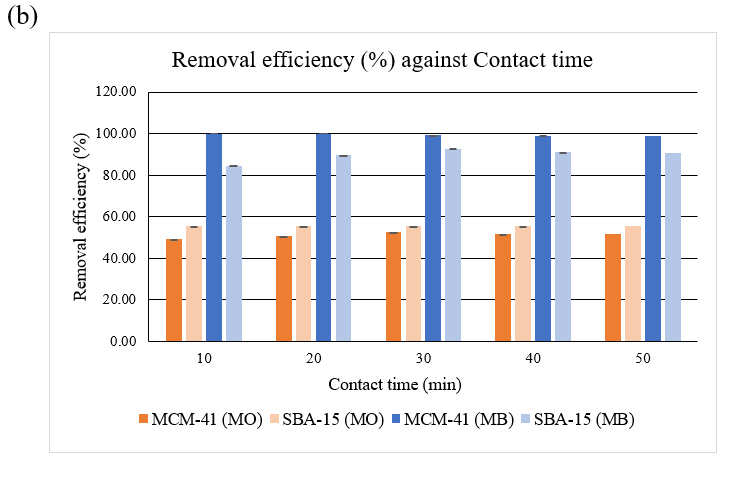 (b)
Removal efficiency (%) against Contact time
120.00
100.00
80.00
60.00
40.00
20.00
0.00
Removal efficiency (%)
10 20 30 40 50
Contact time (min)
MCM-41 (MO) SBA-15 (MO) MCM-41 (MB) SBA-15 (MB)